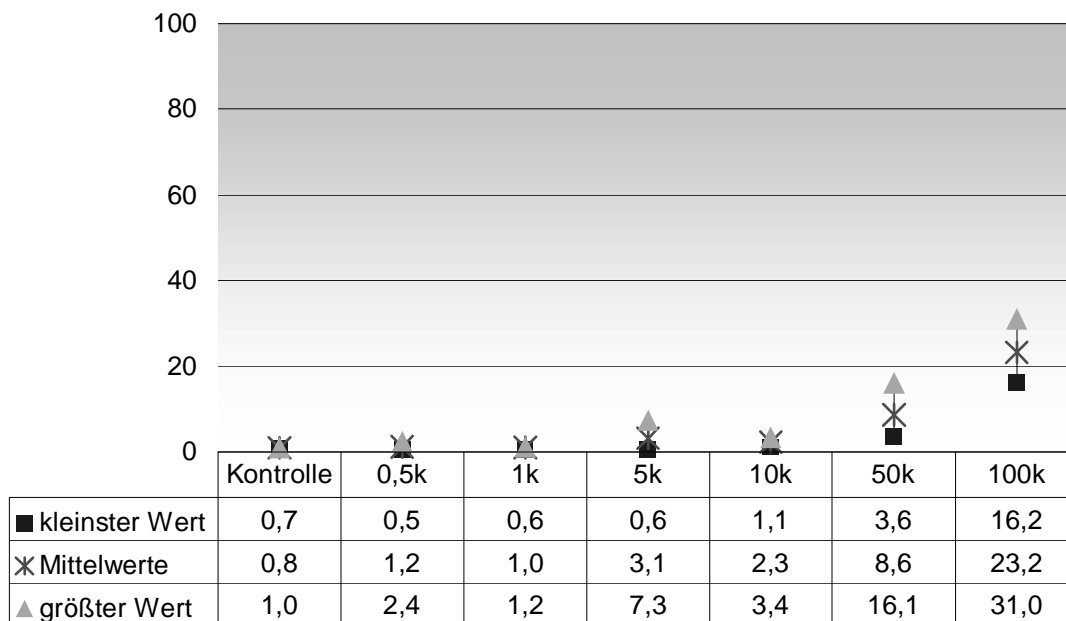 100
80
60
40
20
0
Kontrolle 0,5k 1k 5k 10k 50k 100k
kleinster Wert 0,7 0,5 0,6 0,6 1,1 3,6 16,2
Mittelwerte 0,8 1,2 1,0 3,1 2,3 8,6 23,2
größter Wert 1,0 2,4 1,2 7,3 3,4 16,1 31,0